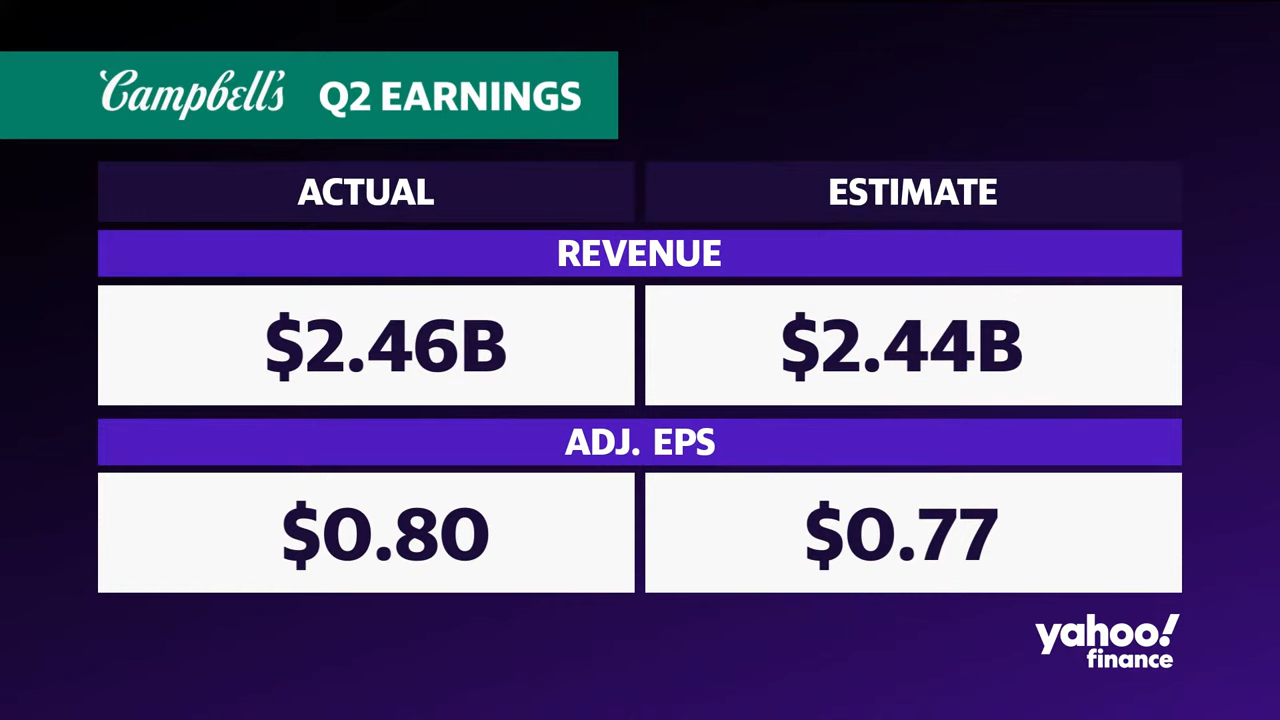 Campbell's Q2 EARNINGS
ACTUAL ESTIMATE
REVENUE
$2.46B $2.44B
ADJ. EPS
$0.80 $0.77
yahoo!
finance